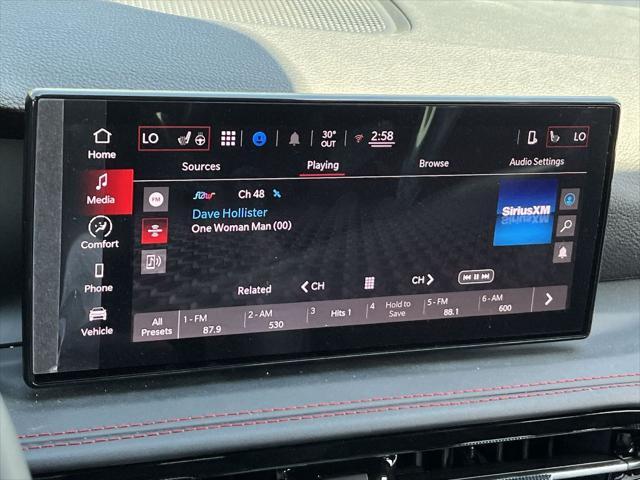 LO 30° OUT 2:58 LO
Home
Sources Playing Browse Audio Settings
Media
FM flow Ch 48 SiriusXM
Dave Hollister
One Woman Man (00)
Comfort
Phone
Related CH CH
Vehicle
All Presets 1 - FM 87.9 2 - AM 530 3 Hits 1 4 Hold to Save 5 - FM 88.1 6 - AM 600